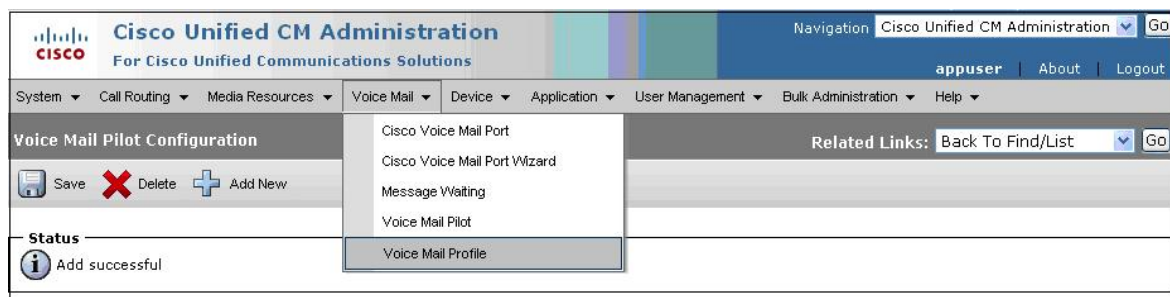 Cisco Unified CM Administration
CISCO
For Cisco Unified Communications Solutions
Navigation Cisco Unified CM Administration Go
appuser | About | Logout
System Call Routing Media Resources Voice Mail Device Application User Management Bulk Administration Help
Voice Mail Pilot Configuration
Related Links: Back To Find/List Go
Save Delete Add New
Cisco Voice Mail Port
Cisco Voice Mail Port Wizard
Message Waiting
Voice Mail Pilot
Voice Mail Profile
Status
i Add successful